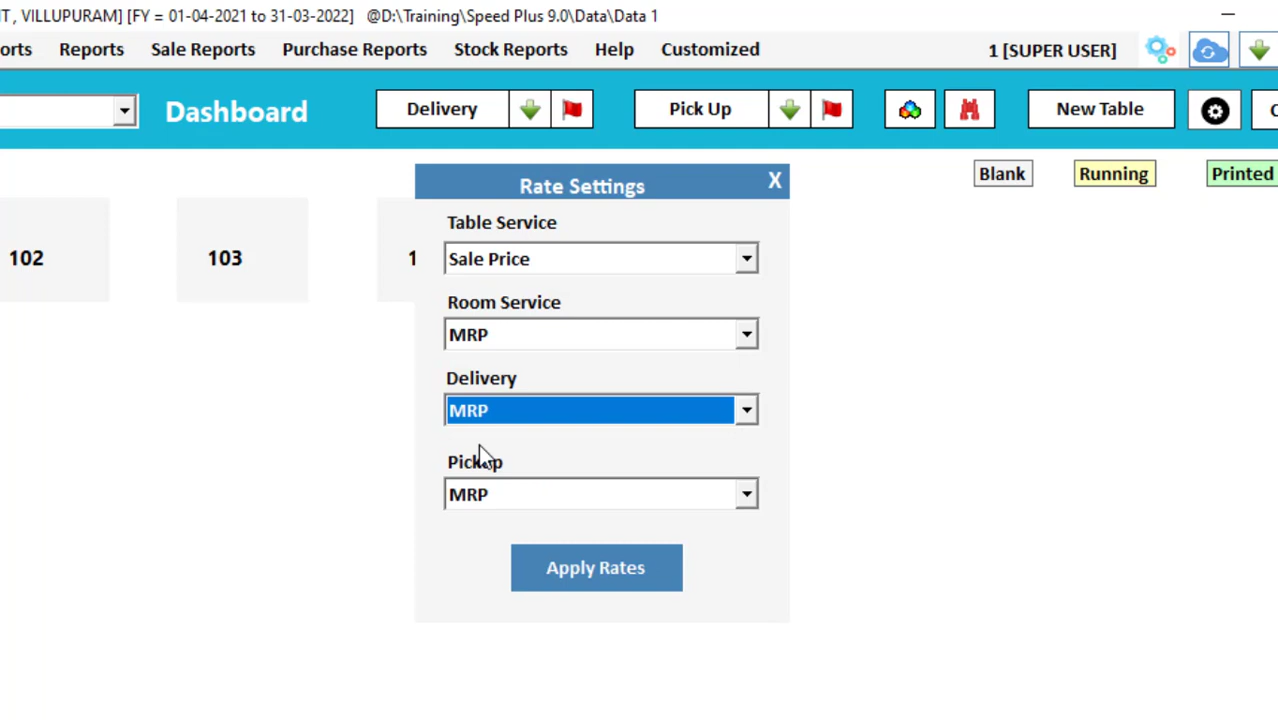 T, VILLUPURAM] [FY = 01-04-2021 to 31-03-2022] @D:\Training\Speed Plus 9.0\Data\Data 1
orts Reports Sale Reports Purchase Reports Stock Reports Help Customized 1 [SUPER USER]
Dashboard Delivery Pick Up New Table
Blank Running Printed
Rate Settings X
Table Service
102 103 1 Sale Price
Room Service
MRP
Delivery
MRP
Pickup
MRP
Apply Rates